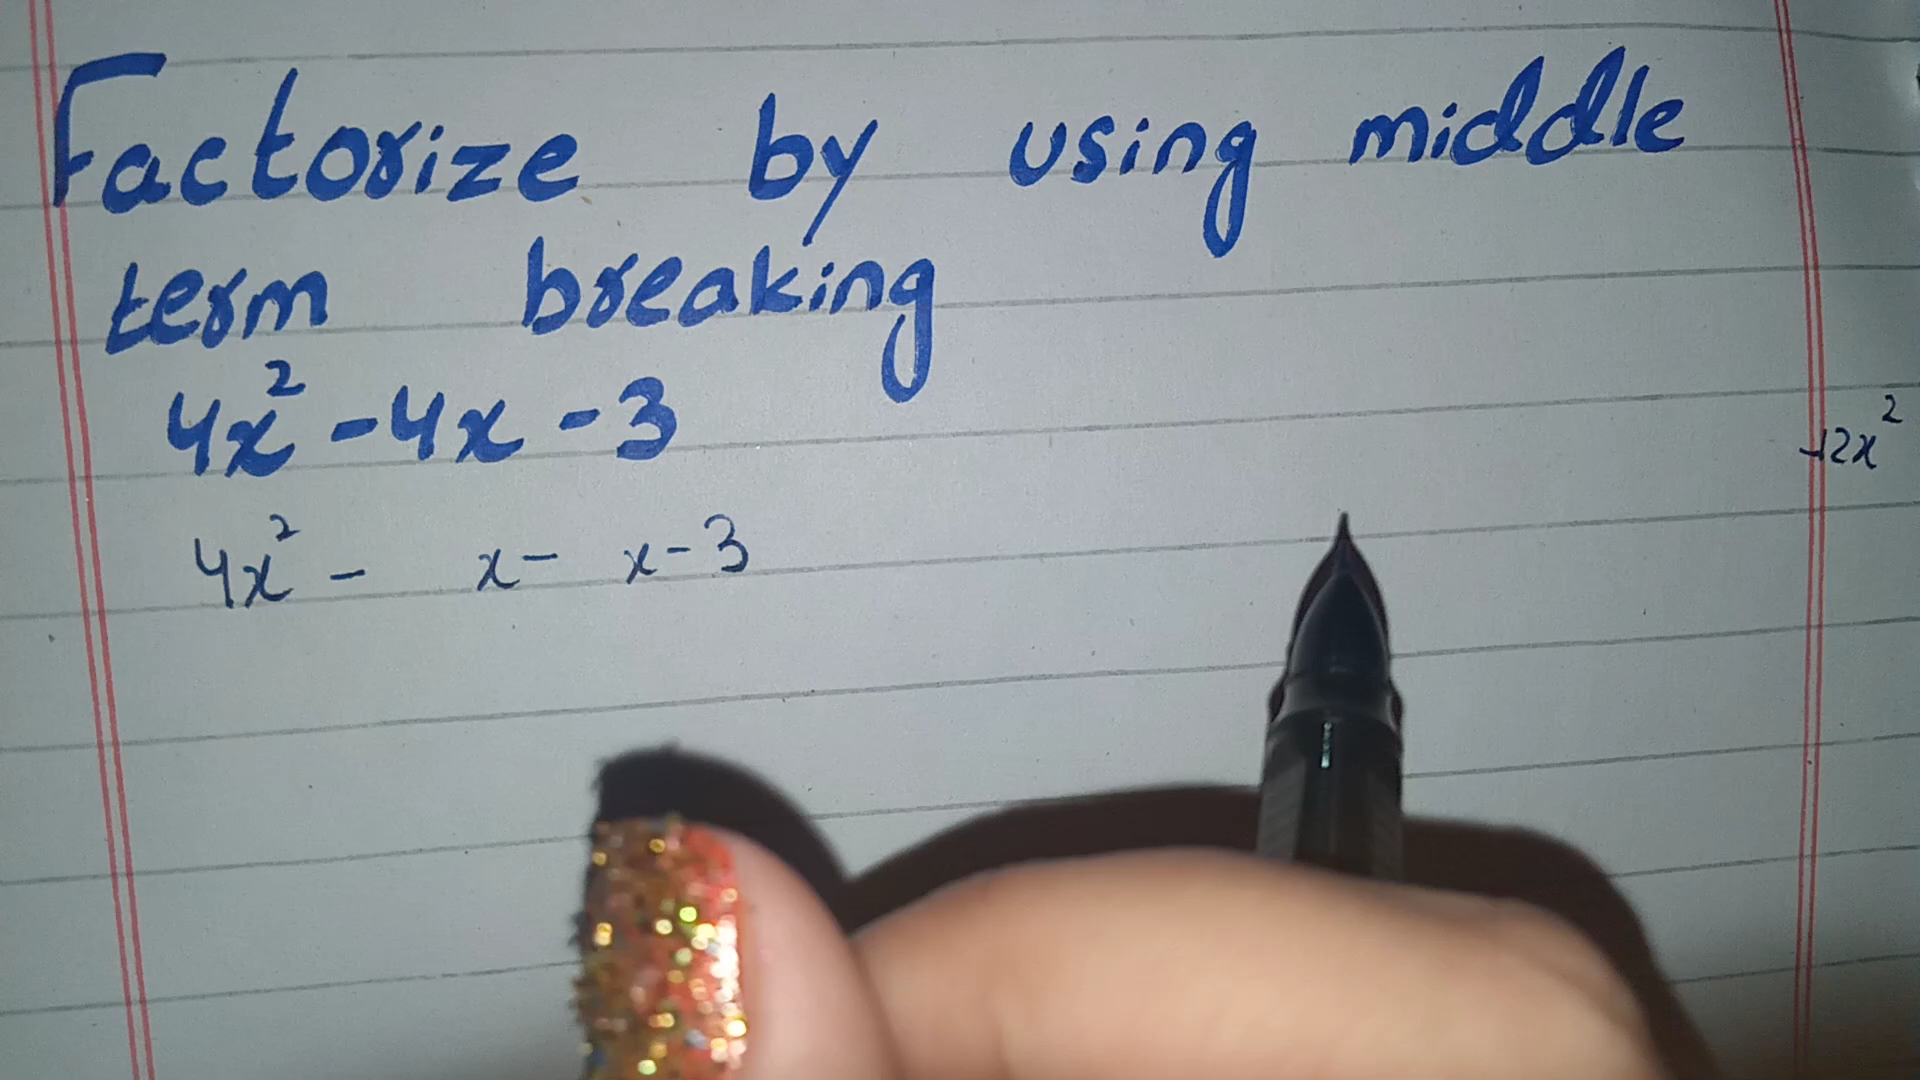 Factorize by using middle
term breaking
4x² - 4x - 3
-12x²
4x² - x - x - 3